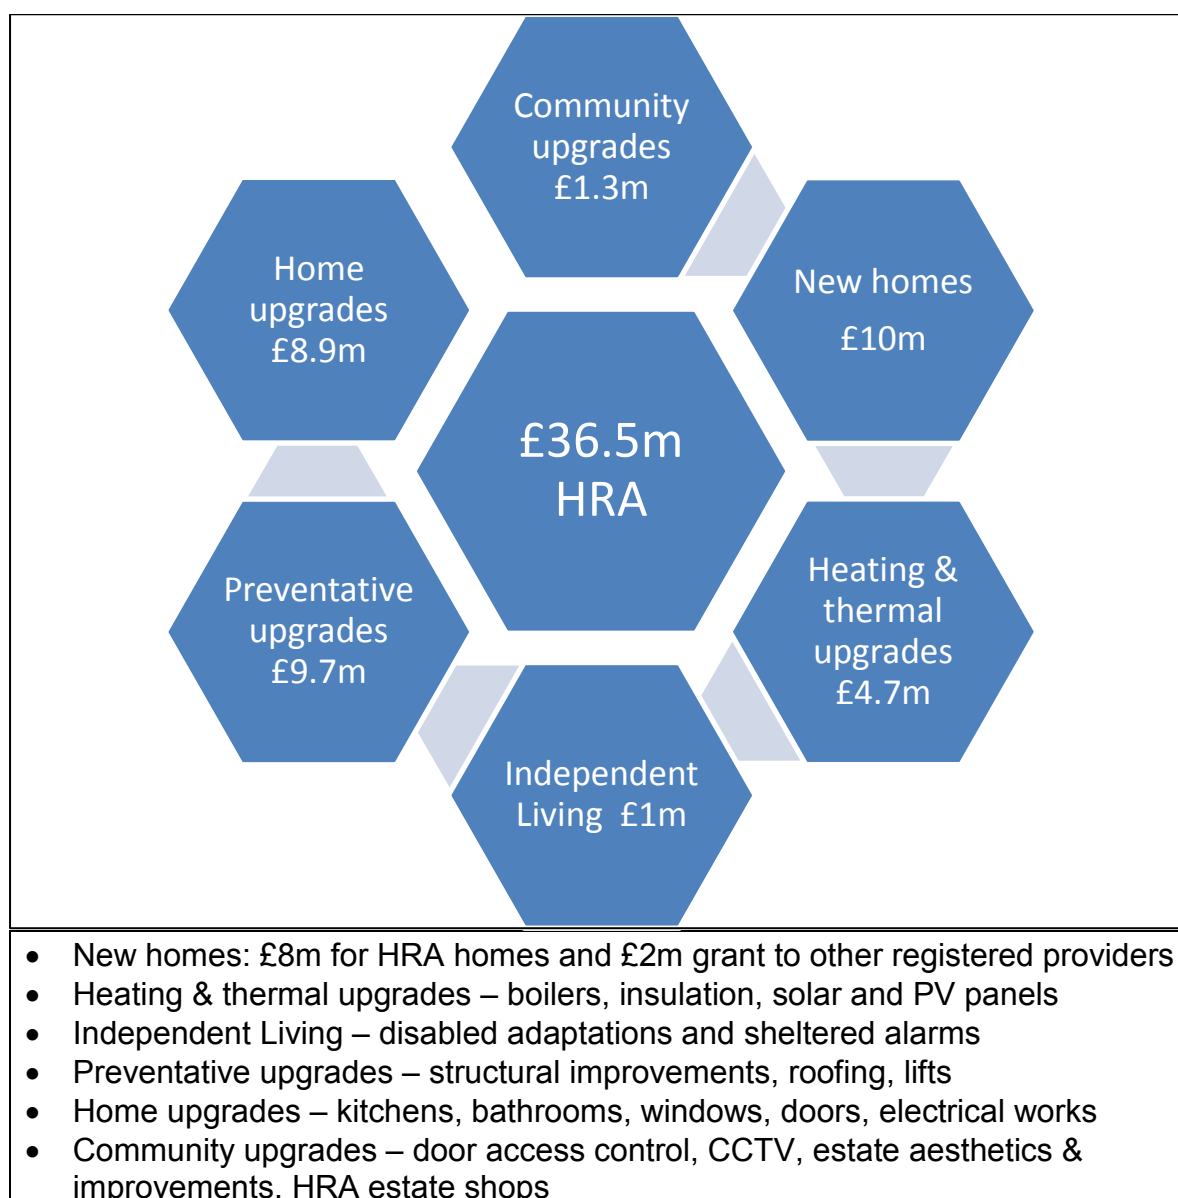 Community
upgrades
£1.3m
New homes
£10m
Heating &
thermal
upgrades
£4.7m
Independent
Living £1m
Preventative
upgrades
£9.7m
Home
upgrades
£8.9m
£36.5m
HRA
• New homes: £8m for HRA homes and £2m grant to other registered providers
• Heating & thermal upgrades – boilers, insulation, solar and PV panels
• Independent Living – disabled adaptations and sheltered alarms
• Preventative upgrades – structural improvements, roofing, lifts
• Home upgrades – kitchens, bathrooms, windows, doors, electrical works
• Community upgrades – door access control, CCTV, estate aesthetics &
improvements, HRA estate shops